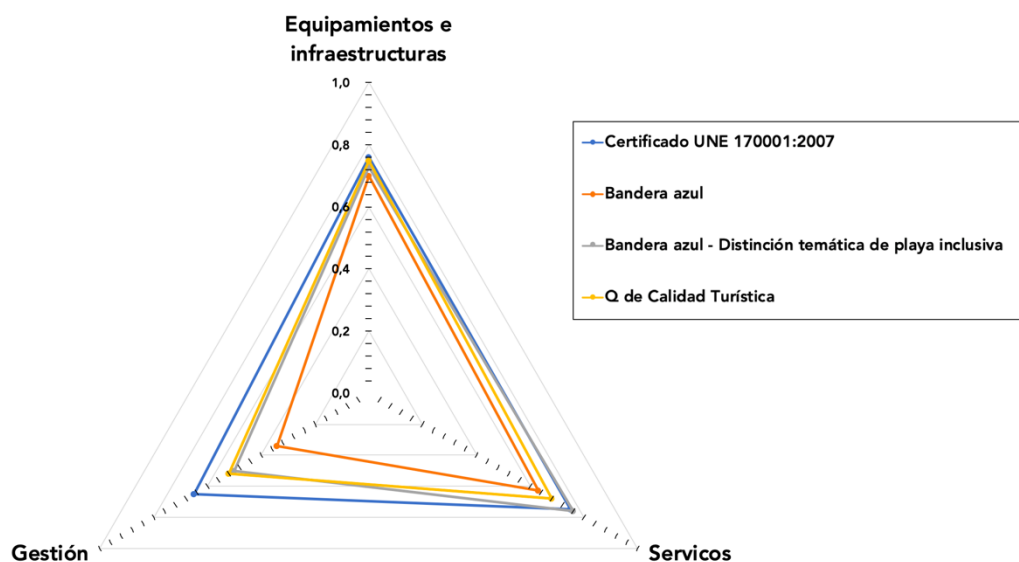 Equipamientos e
infraestructuras
1,0
0,8
0,6
0,4
0,2
0,0
Certificado UNE 170001:2007
Bandera azul
Bandera azul - Distinción temática de playa inclusiva
Q de Calidad Turística
Gestión
Servicos